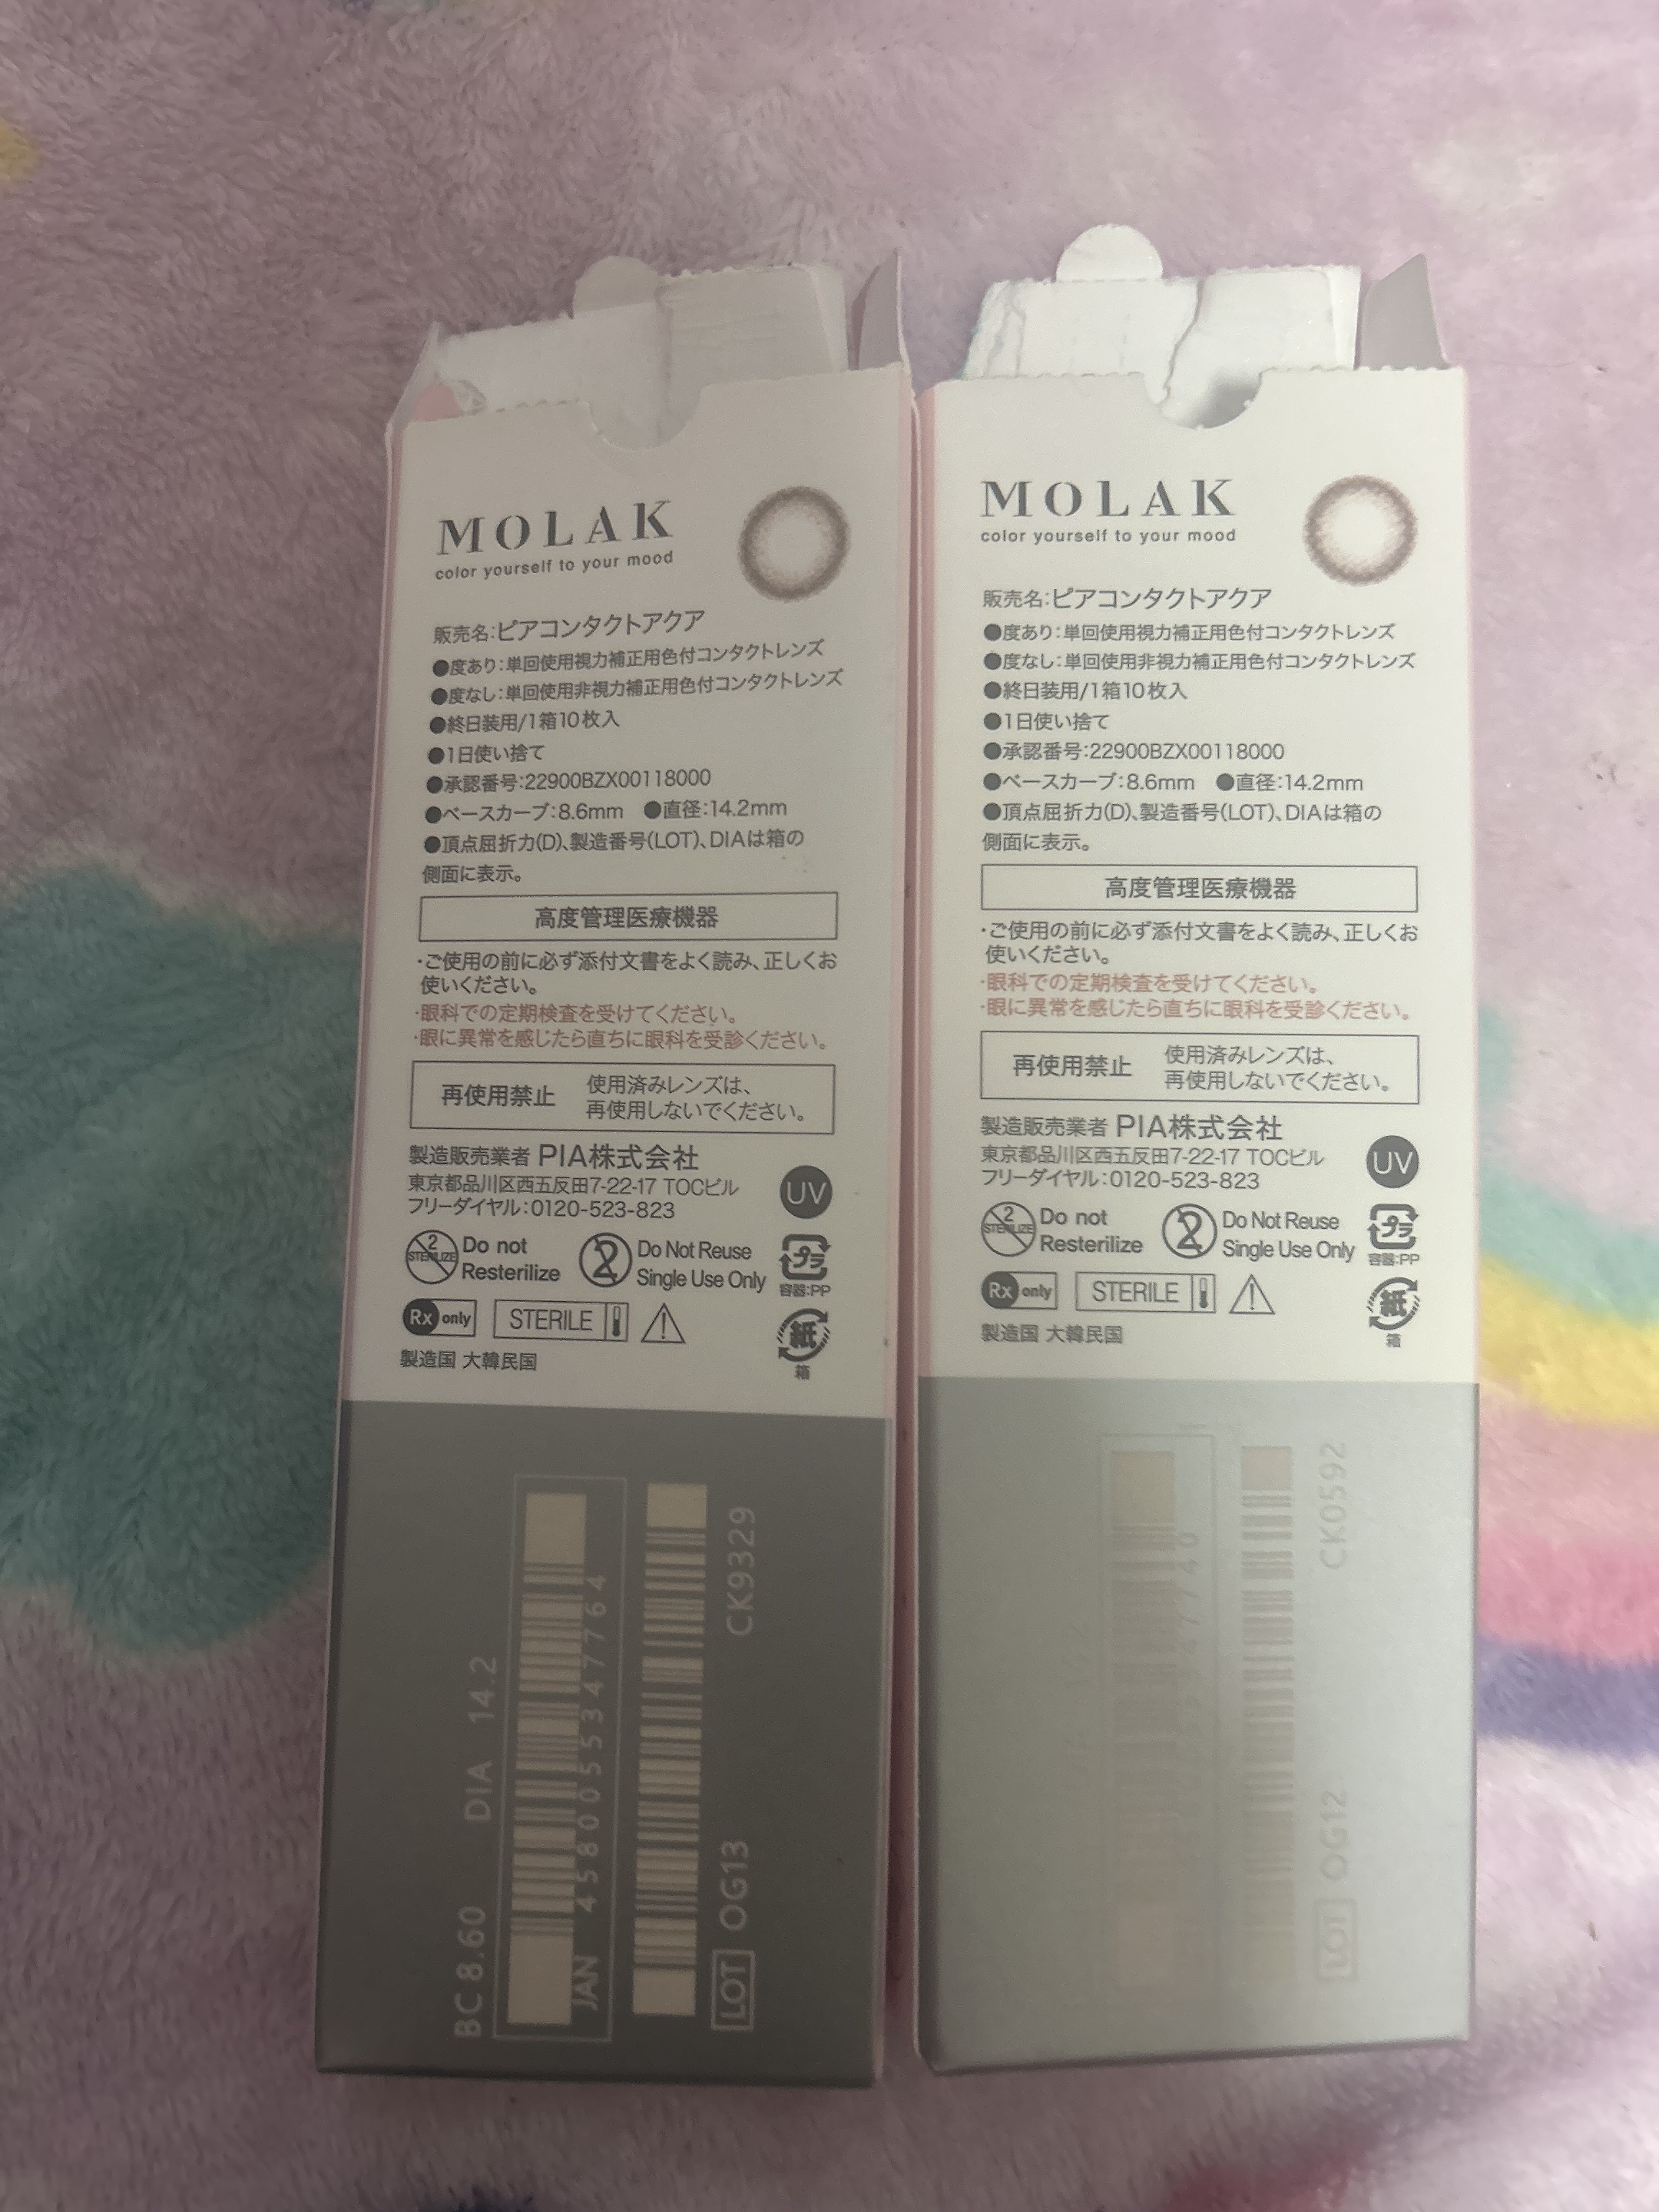 MOLAK
color yourself to your mood
販売名:ピアコンタクトアクア
●度あり:単回使用視力補正用色付コンタクトレンズ
●度なし:単回使用非視力補正用色付コンタクトレンズ
●終日装用/1箱10枚入
●1日使い捨て
●承認番号:22900BZX00118000
●ベースカーブ:8.6mm ●直径:14.2mm
●頂点屈折力(D)、製造番号(LOT)、DIAは箱の
側面に表示。
高度管理医療機器
・ご使用の前に必ず添付文書をよく読み、正しくお
使いください。
・眼科での定期検査を受けてください。
・眼に異常を感じたら直ちに眼科を受診ください。
再使用禁止
使用済みレンズは、
再使用しないでください。
製造販売業者 PIA株式会社
東京都品川区西五反田7-22-17 TOCビル
フリーダイヤル:0120-523-823
UV
2
STERILIZE
Do not
Resterilize
2
Do Not Reuse
Single Use Only
プラ
容器:PP
Rx only
STERILE
紙
箱
製造国 大韓民国
BC 8.60 DIA 14.2
JAN 4580055347764
CK9329
LOT OG13
MOLAK
color yourself to your mood
販売名:ピアコンタクトアクア
●度あり:単回使用視力補正用色付コンタクトレンズ
●度なし:単回使用非視力補正用色付コンタクトレンズ
●終日装用/1箱10枚入
●1日使い捨て
●承認番号:22900BZX00118000
●ベースカーブ:8.6mm ●直径:14.2mm
●頂点屈折力(D)、製造番号(LOT)、DIAは箱の
側面に表示。
高度管理医療機器
・ご使用の前に必ず添付文書をよく読み、正しくお
使いください。
・眼科での定期検査を受けてください。
・眼に異常を感じたら直ちに眼科を受診ください。
再使用禁止
使用済みレンズは、
再使用しないでください。
製造販売業者 PIA株式会社
東京都品川区西五反田7-22-17 TOCビル
フリーダイヤル:0120-523-823
UV
2
STERILIZE
Do not
Resterilize
2
Do Not Reuse
Single Use Only
プラ
容器:PP
Rx only
STERILE
紙
箱
製造国 大韓民国
CK0592
LOT OG12